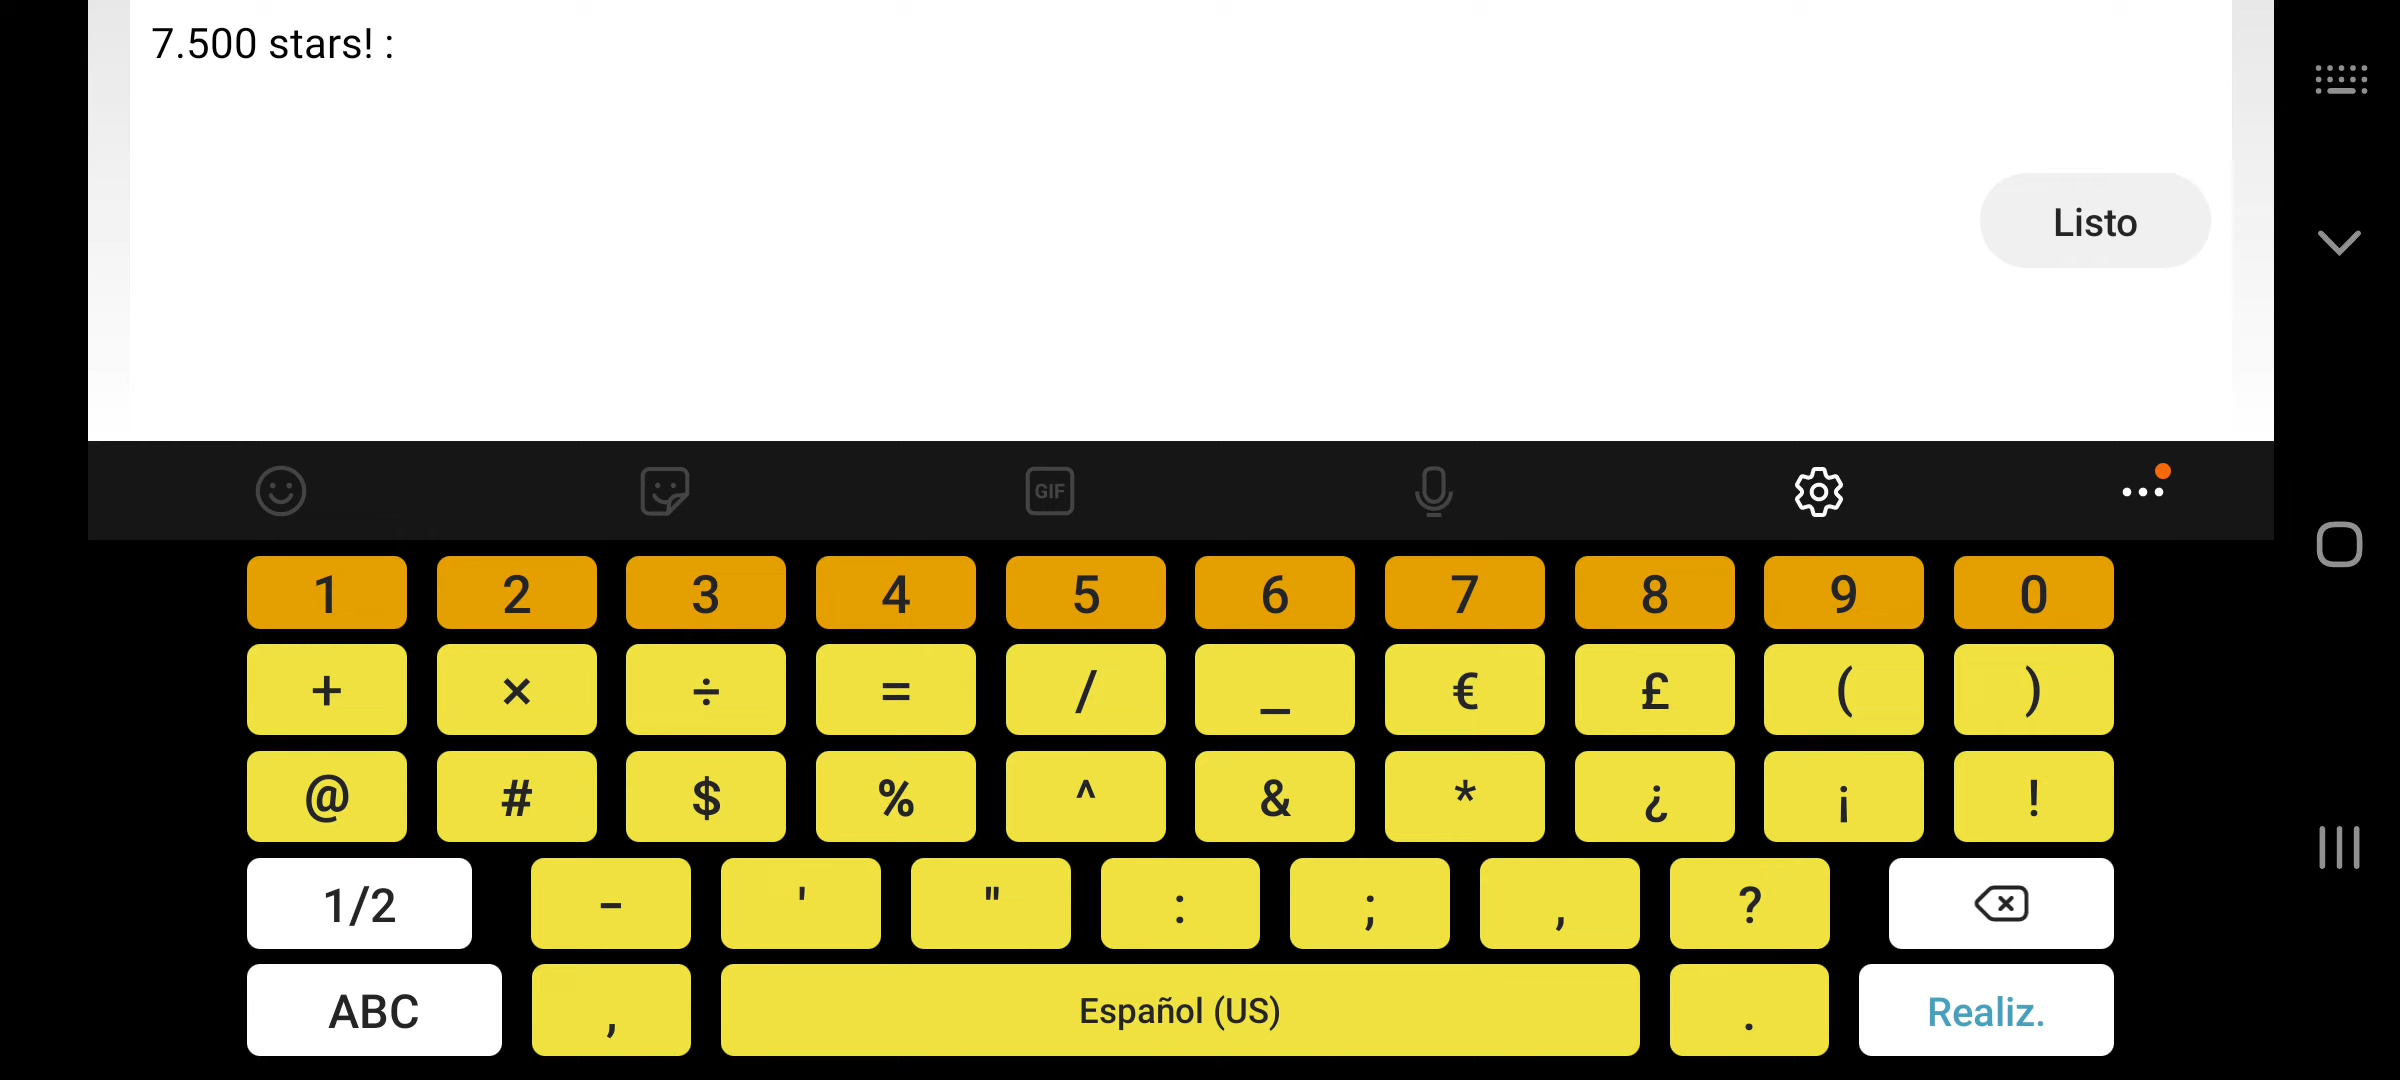 7.500 stars! :
Listo
GIF
1 2 3 4 5 6 7 8 9 0
+ × ÷ = / _ € £ ( )
@ # $ % ^ & * ¿ ¡ !
1/2 - ' " : ; , ?
ABC , Español (US) . Realiz.